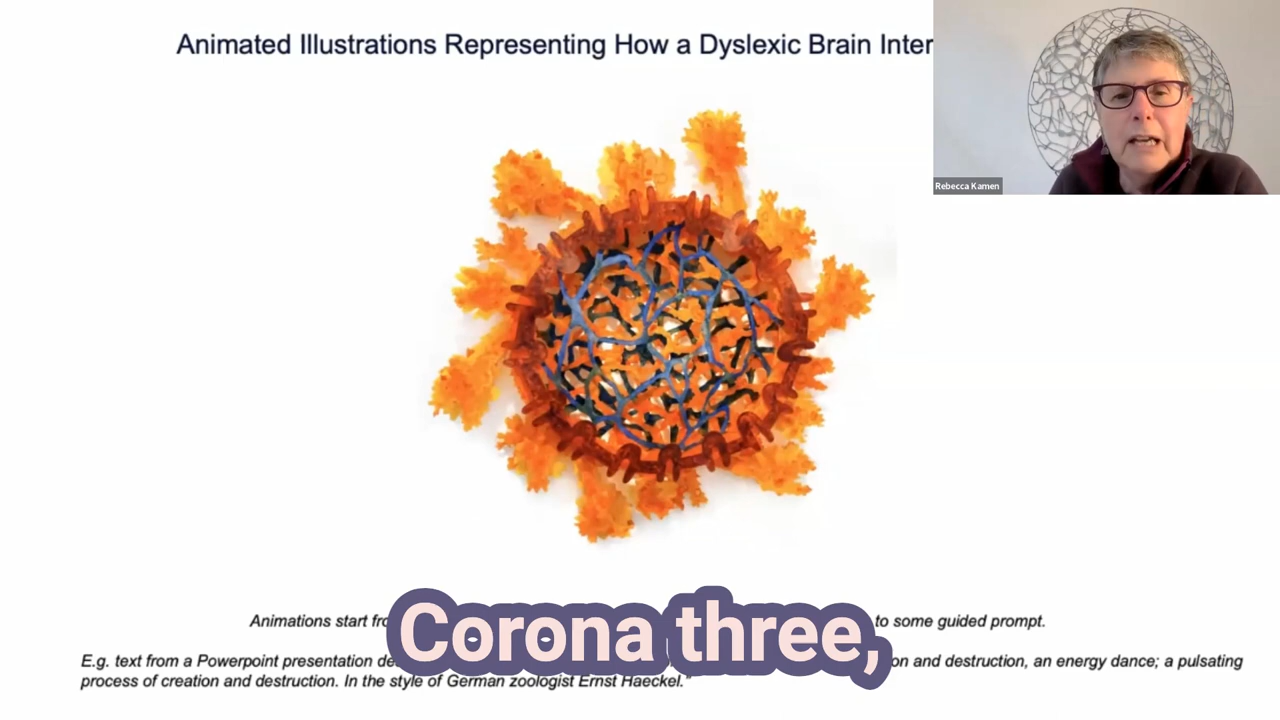 Animated Illustrations Representing How a Dyslexic Brain Inter
Rebecca Kamen
Animations start fro to some guided prompt.
Corona three,
E.g. text from a Powerpoint presentation de on and destruction, an energy dance; a pulsating
process of creation and destruction. In the style of German zoologist Ernst Haeckel."